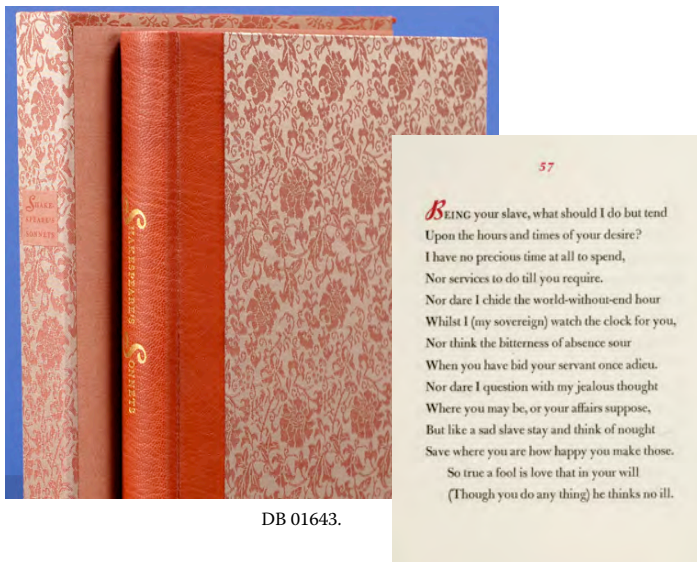 SHAKE-
SPEARE'S
SONNETS
SHAKESPEARE'S SONNETS
57
BEING your slave, what should I do but tend
Upon the hours and times of your desire?
I have no precious time at all to spend,
Nor services to do till you require.
Nor dare I chide the world-without-end hour
Whilst I (my sovereign) watch the clock for you,
Nor think the bitterness of absence sour
When you have bid your servant once adieu.
Nor dare I question with my jealous thought
Where you may be, or your affairs suppose,
But like a sad slave stay and think of nought
Save where you are how happy you make those.
So true a fool is love that in your will
(Though you do any thing) he thinks no ill.
DB 01643.